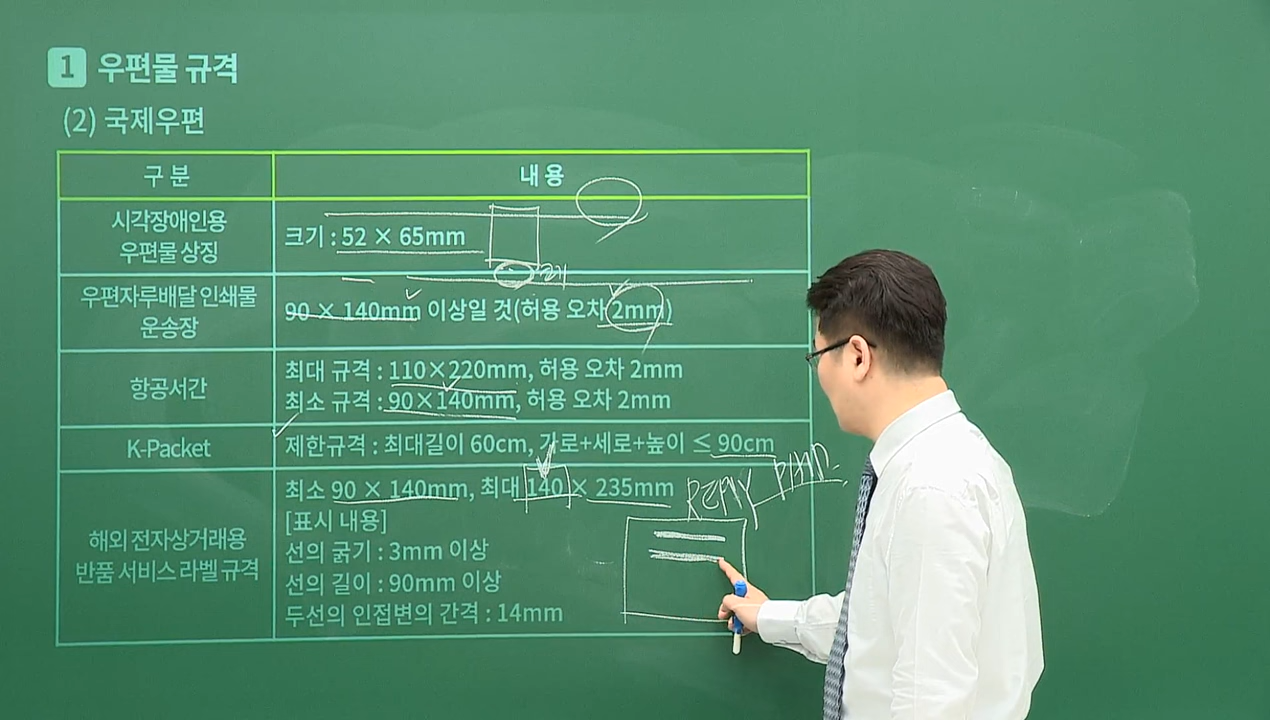 1 우편물 규격
(2) 국제우편
구 분
내 용
시각장애인용
우편물 상징
크기 : 52 × 65mm
크기
우편자루배달 인쇄물
운송장
90 × 140mm 이상일 것(허용 오차 2mm)
항공서간
최대 규격 : 110×220mm, 허용 오차 2mm
최소 규격 : 90×140mm, 허용 오차 2mm
K-Packet
제한규격 : 최대길이 60cm, 가로+세로+높이 ≤ 90cm
해외 전자상거래용
반품 서비스 라벨 규격
최소 90 × 140mm, 최대 140 × 235mm
REPLY PAID
[표시 내용]
선의 굵기 : 3mm 이상
선의 길이 : 90mm 이상
두선의 인접변의 간격 : 14mm